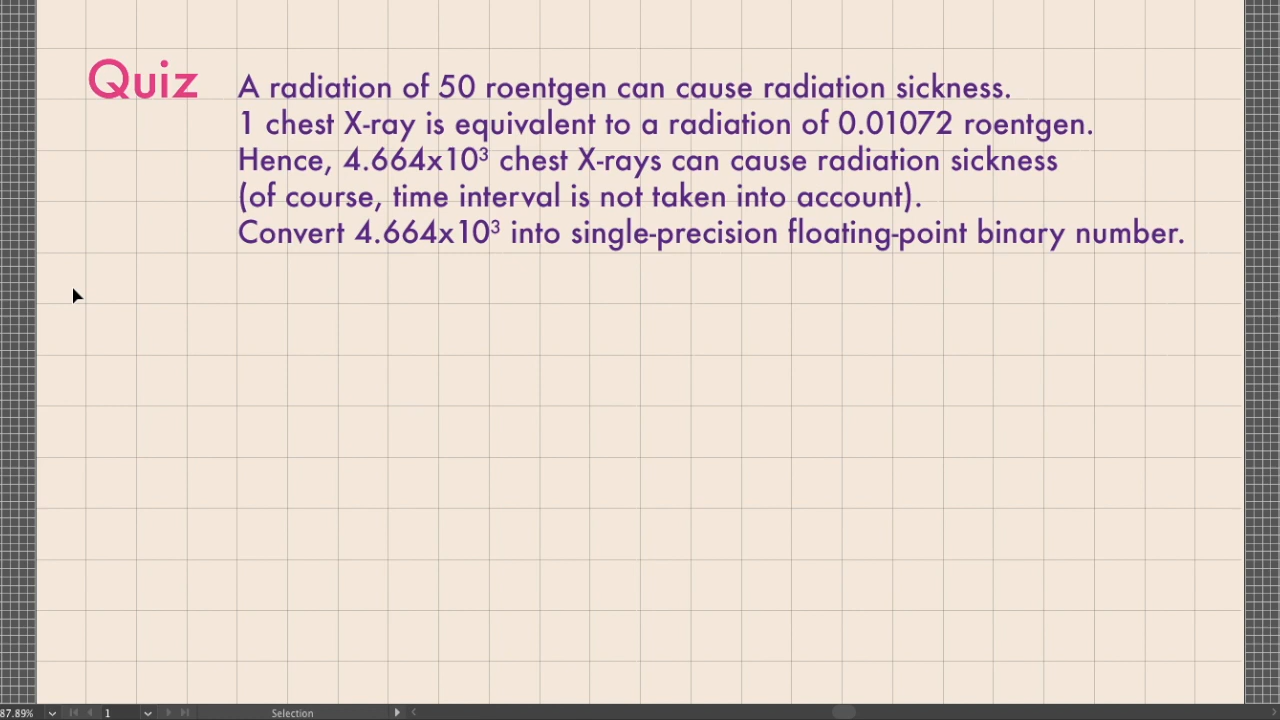 Quiz
A radiation of 50 roentgen can cause radiation sickness.
1 chest X-ray is equivalent to a radiation of 0.01072 roentgen.
Hence, 4.664x10³ chest X-rays can cause radiation sickness
(of course, time interval is not taken into account).
Convert 4.664x10³ into single-precision floating-point binary number.
87.89% 1 Selection